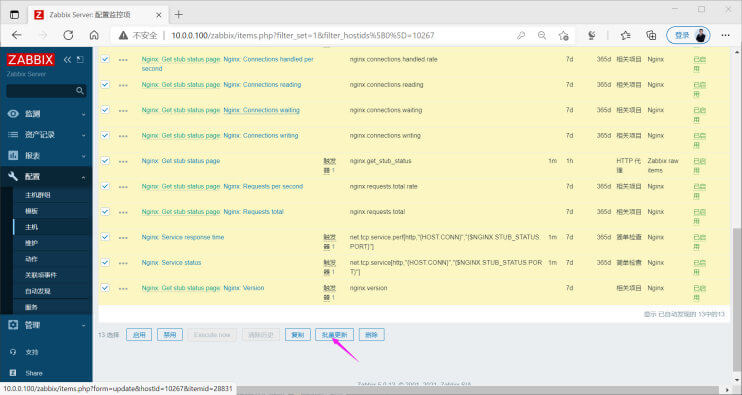 Zabbix Server: 配置监控项
不安全 | 10.0.0.100/zabbix/items.php?filter_set=1&filter_hostids%5B0%5D=10267
登录
ZABBIX
Zabbix Server
监测
资产记录
报表
配置
主机群组
模板
主机
维护
动作
关联项事件
自动发现
服务
管理
支持
Share
Nginx: Get stub status page: Nginx: Connections handled per second nginx.connections.handled.rate 7d 365d 相关项目 Nginx 已启用
Nginx: Get stub status page: Nginx: Connections reading nginx.connections.reading 7d 365d 相关项目 Nginx 已启用
Nginx: Get stub status page: Nginx: Connections waiting nginx.connections.waiting 7d 365d 相关项目 Nginx 已启用
Nginx: Get stub status page: Nginx: Connections writing nginx.connections.writing 7d 365d 相关项目 Nginx 已启用
Nginx: Get stub status page 触发器 1 nginx.get_stub_status 1m 1h HTTP 代理 Zabbix raw items 已启用
Nginx: Get stub status page: Nginx: Requests per second nginx.requests.total.rate 7d 365d 相关项目 Nginx 已启用
Nginx: Get stub status page: Nginx: Requests total nginx.requests.total 7d 365d 相关项目 Nginx 已启用
Nginx: Service response time 触发器 1 net.tcp.service.perf[http,"{HOST.CONN}","{$NGINX.STUB_STATUS.PORT}"] 1m 7d 365d 简单检查 Nginx 已启用
Nginx: Service status 触发器 1 net.tcp.service[http,"{HOST.CONN}","{$NGINX.STUB_STATUS.PORT}"] 1m 7d 365d 简单检查 Nginx 已启用
Nginx: Get stub status page: Nginx: Version 触发器 1 nginx.version 7d 相关项目 Nginx 已启用
显示 已自动发现的 13中的13
13 选择 启用 禁用 Execute now 清除历史 复制 批量更新 删除
10.0.0.100/zabbix/items.php?form=update&hostid=10267&itemid=28831